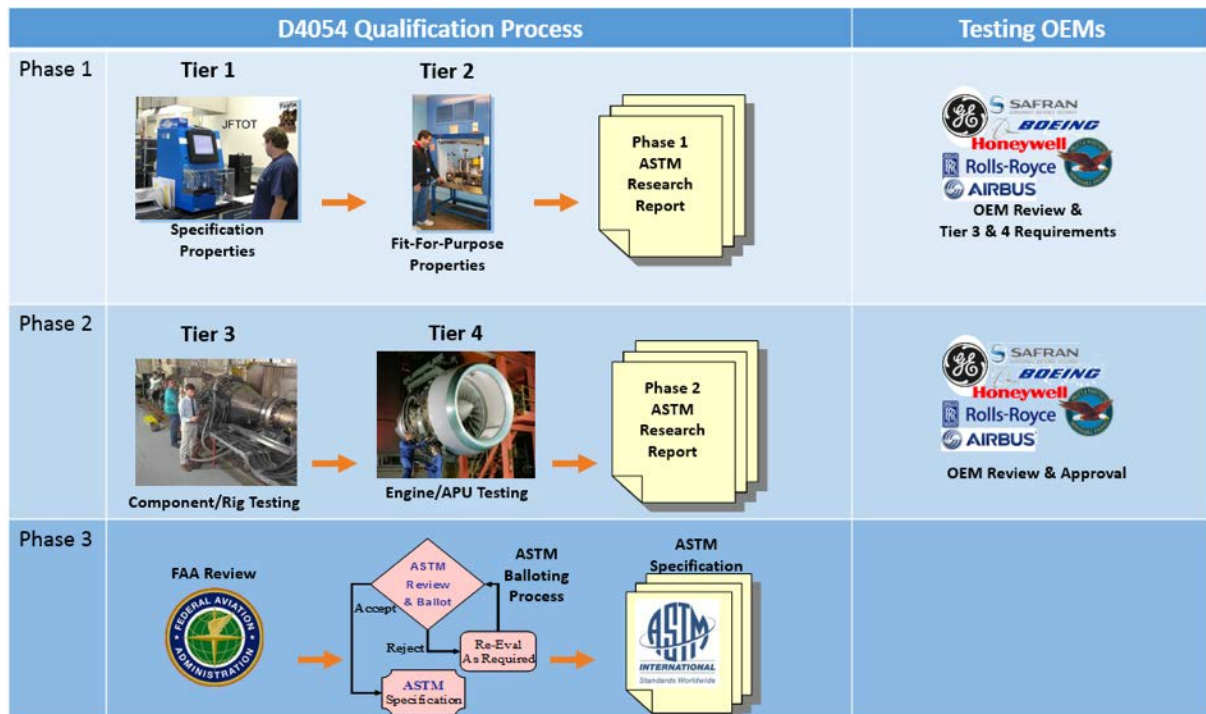 D4054 Qualification Process
Testing OEMs
Phase 1
Tier 1
JFTOT
Specification
Properties
Tier 2
Fit-For-Purpose
Properties
Phase 1
ASTM
Research
Report
GE
SAFRAN
BOEING
Honeywell
Rolls-Royce
AIRBUS
OEM Review &
Tier 3 & 4 Requirements
Phase 2
Tier 3
Component/Rig Testing
Tier 4
Engine/APU Testing
Phase 2
ASTM
Research
Report
GE
SAFRAN
BOEING
Honeywell
Rolls-Royce
AIRBUS
OEM Review & Approval
Phase 3
FAA Review
FEDERAL AVIATION
ADMINISTRATION
ASTM
Review
& Ballot
Accept
Reject
Re-Eval
As Required
ASTM
Specification
ASTM
Balloting
Process
ASTM
Specification
ASTM
INTERNATIONAL
Standards Worldwide